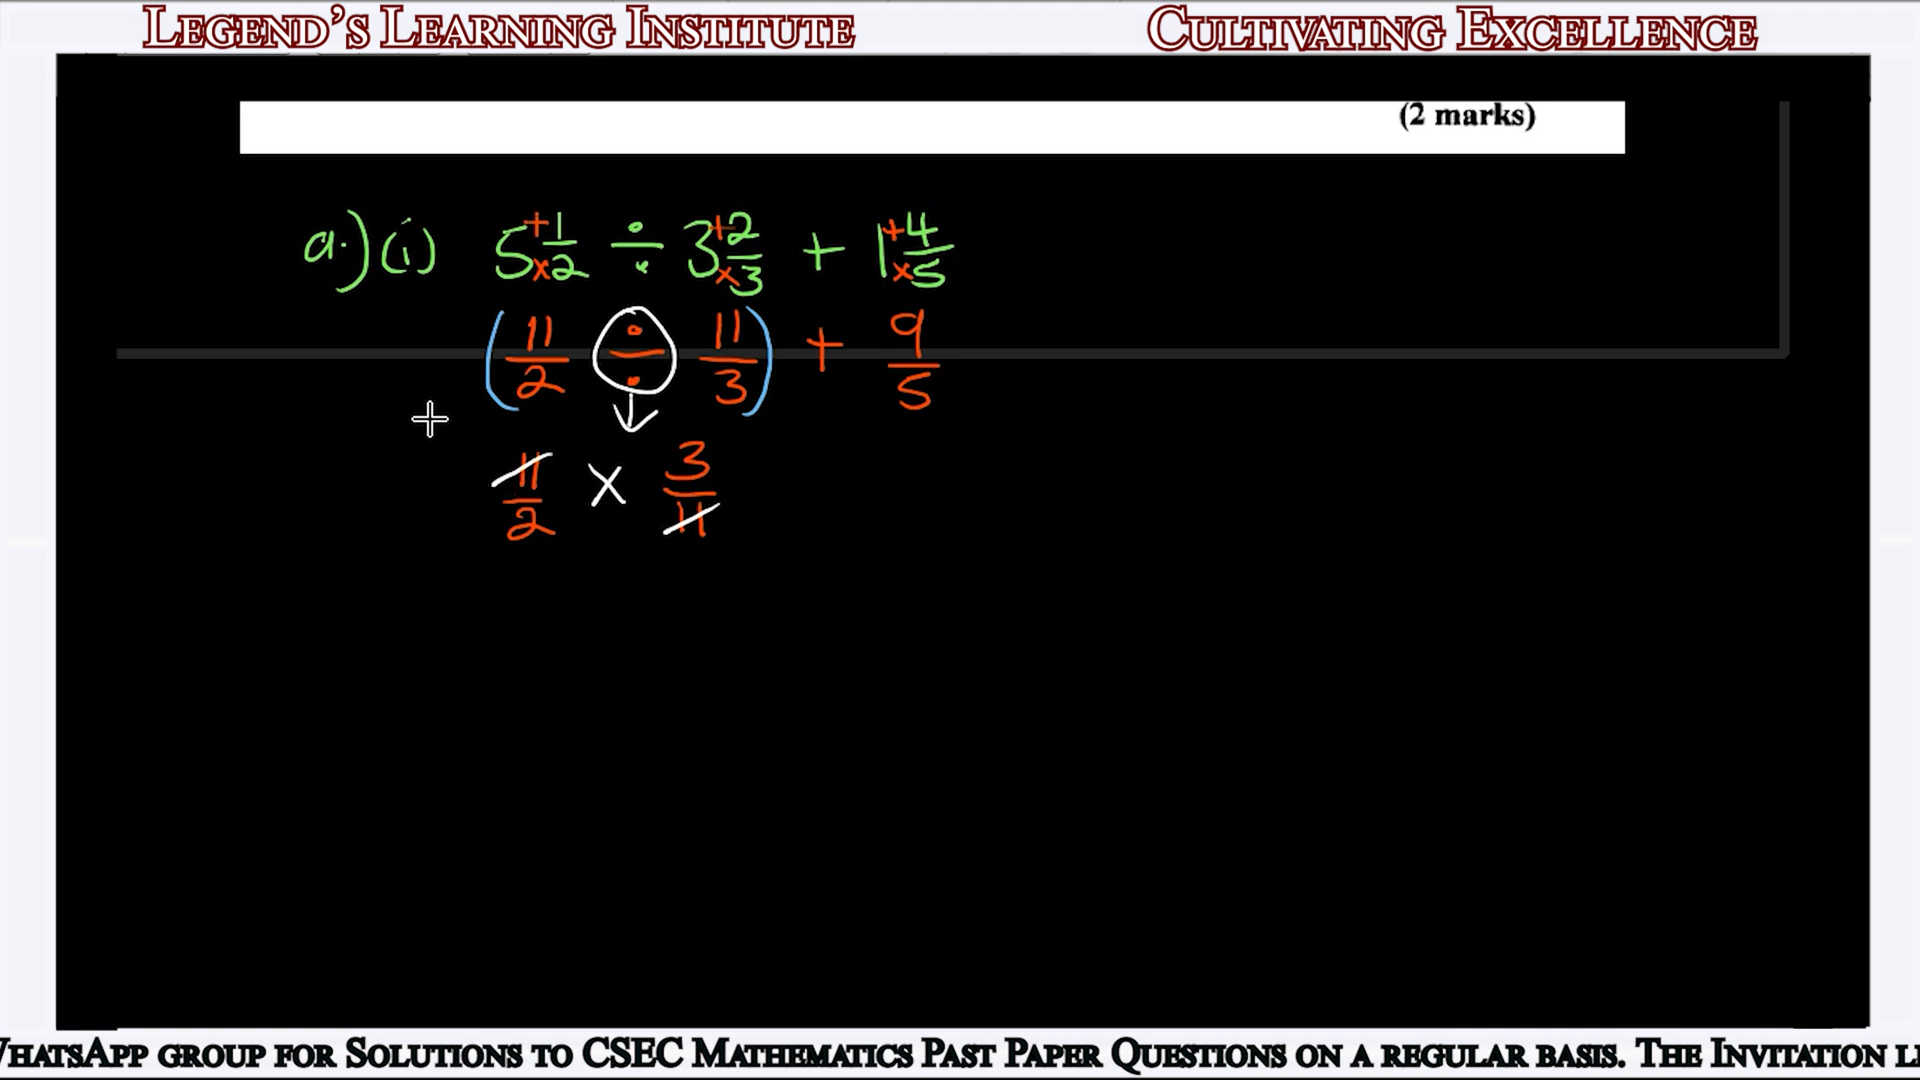 LEGEND'S LEARNING INSTITUTE CULTIVATING EXCELLENCE
(2 marks)
a.)(i) 5 + 1/2 × ÷ 3 + 2/3 × + 1 + 4/5 ×
(11/2 ÷ 11/3) + 9/5
11/2 × 3/11
WHATSAPP GROUP FOR SOLUTIONS TO CSEC MATHEMATICS PAST PAPER QUESTIONS ON A REGULAR BASIS. THE INVITATION